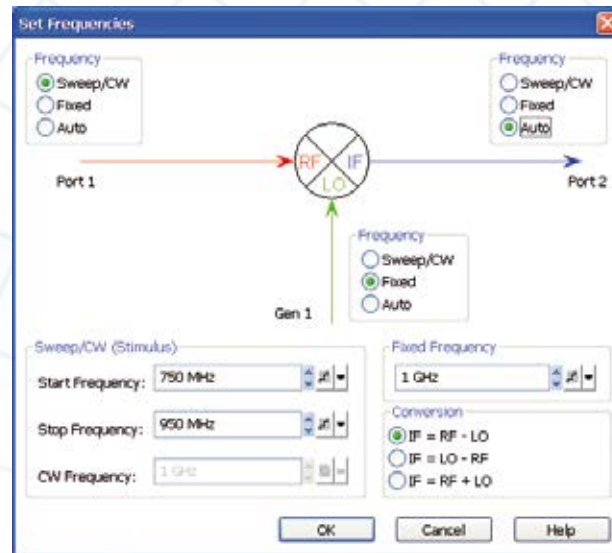 Set Frequencies
Frequency
Sweep/CW
Fixed
Auto
Frequency
Sweep/CW
Fixed
Auto
RF
IF
LO
Port 1
Port 2
Frequency
Sweep/CW
Fixed
Auto
Gen 1
Sweep/CW (Stimulus)
Start Frequency: 750 MHz
Stop Frequency: 950 MHz
CW Frequency: 1 GHz
Fixed Frequency
1 GHz
Conversion
IF = RF - LO
IF = LO - RF
IF = RF + LO
OK
Cancel
Help